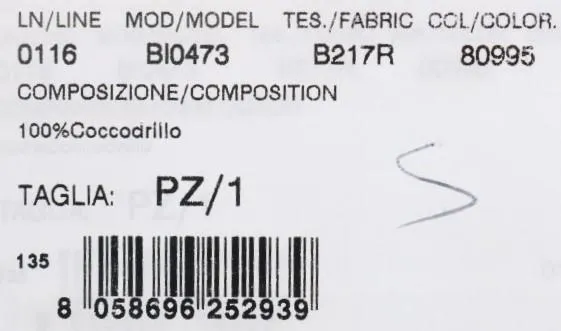 LN/LINE MOD/MODEL TES./FABRIC COL/COLOR.
0116 BI0473 B217R 80995
COMPOSIZIONE/COMPOSITION
100%Coccodrillo
TAGLIA: PZ/1
S
135
8 058696 252939